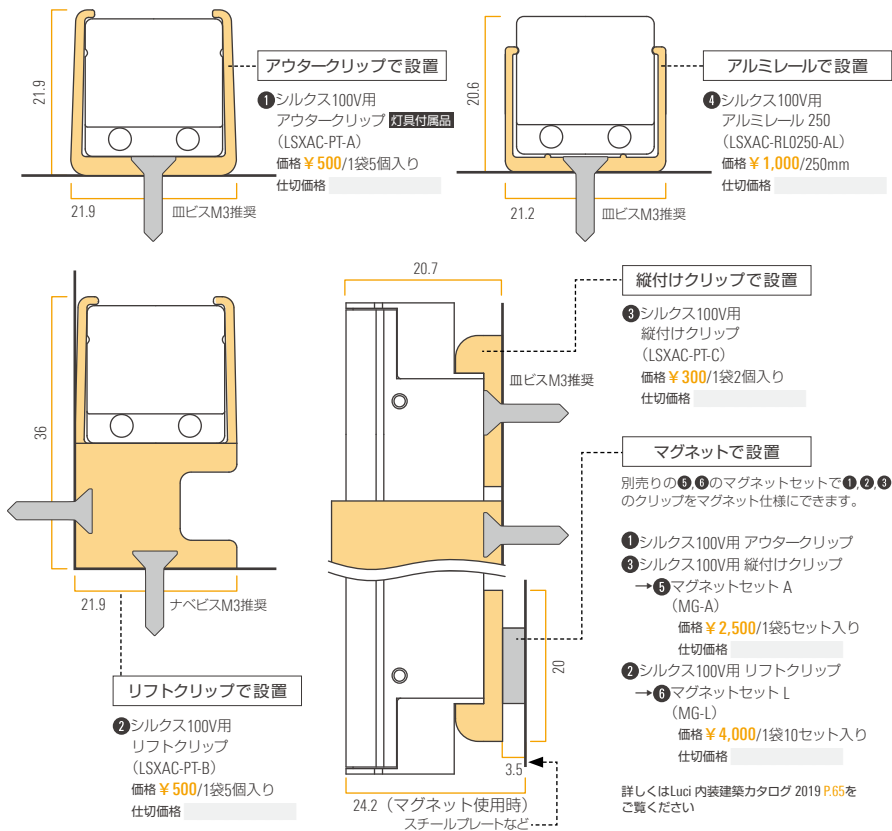 21.9
21.9
皿ビスM3推奨
アウタークリップで設置
❶シルクス100V用
アウタークリップ 灯具付属品
（LSXAC-PT-A）
価格￥500/1袋5個入り
仕切価格
20.6
21.2
皿ビスM3推奨
アルミレールで設置
❹シルクス100V用
アルミレール 250
（LSXAC-RL0250-AL）
価格￥1,000/250mm
仕切価格
36
21.9
ナベビスM3推奨
リフトクリップで設置
❷シルクス100V用
リフトクリップ
（LSXAC-PT-B）
価格￥500/1袋5個入り
仕切価格
20.7
皿ビスM3推奨
20
3.5
24.2（マグネット使用時）
スチールプレートなど
縦付けクリップで設置
❸シルクス100V用
縦付けクリップ
（LSXAC-PT-C）
価格￥300/1袋2個入り
仕切価格
マグネットで設置
別売りの❺,❻のマグネットセットで❶,❷,❸
のクリップをマグネット仕様にできます。
❶シルクス100V用 アウタークリップ
❸シルクス100V用 縦付けクリップ
→❺マグネットセット A
（MG-A）
価格￥2,500/1袋5セット入り
仕切価格
❷シルクス100V用 リフトクリップ
→❻マグネットセット L
（MG-L）
価格￥4,000/1袋10セット入り
仕切価格
詳しくはLuci 内装建築カタログ 2019 P.65を
ご覧ください